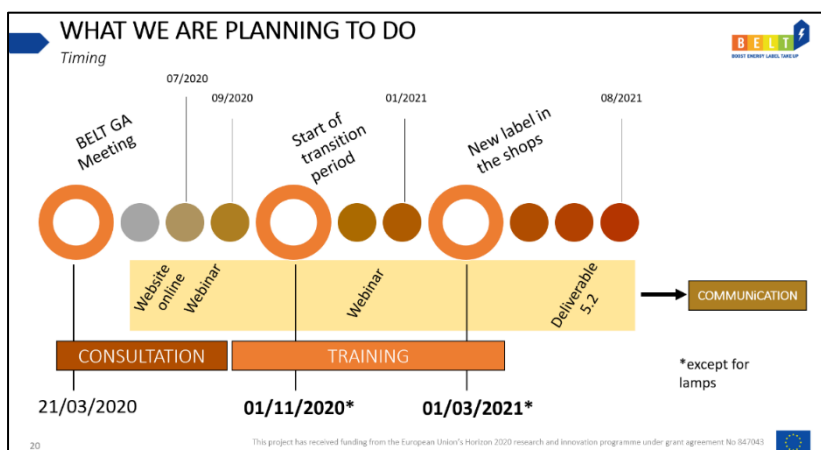 WHAT WE ARE PLANNING TO DO
Timing
BELT
BOOST ENERGY LABEL TAKE UP
07/2020
09/2020
01/2021
08/2021
BELT GA
Meeting
Start of
transition
period
New label in
the shops
Website
online
Webinar
Webinar
Deliverable
5.2
COMMUNiCATION
CONSULTATION
TRAINING
*except for
lamps
21/03/2020
01/11/2020*
01/03/2021*
20
This project has received funding from the European Union's Horizon 2020 research and innovation programme under grant agreement No 847043